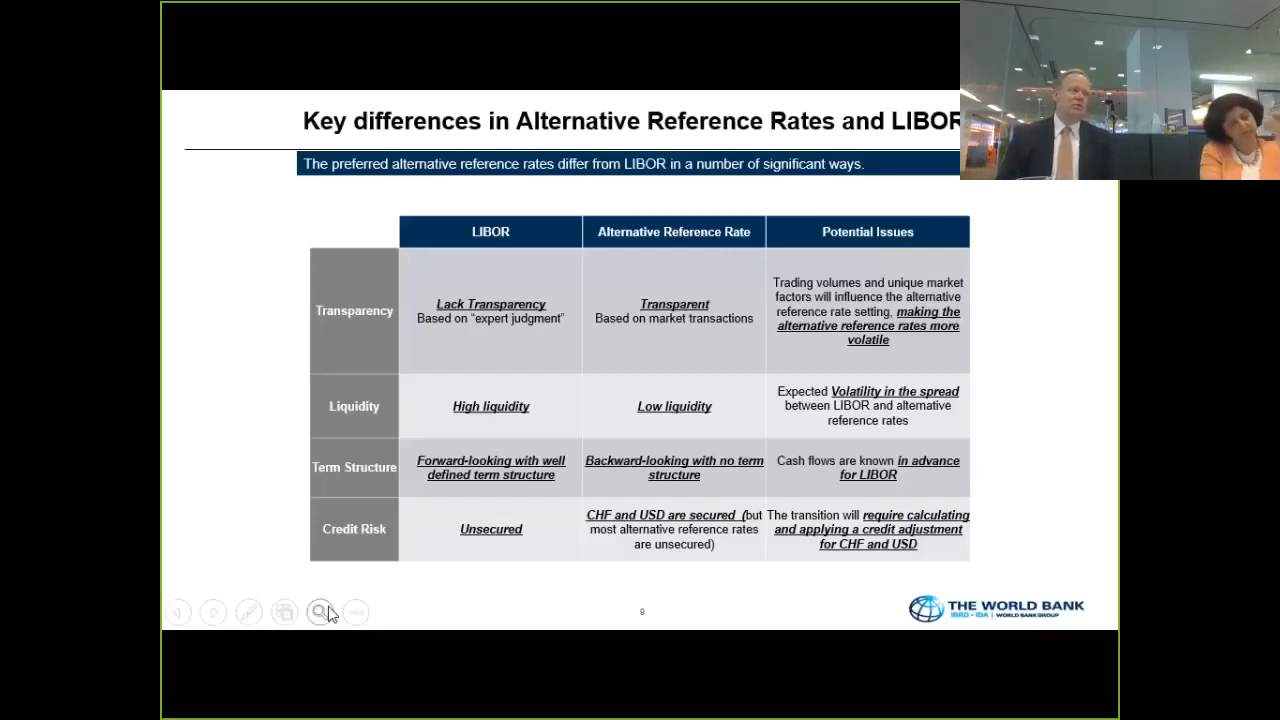 Key differences in Alternative Reference Rates and LIBOR
The preferred alternative reference rates differ from LIBOR in a number of significant ways.
LIBOR
Alternative Reference Rate
Potential Issues
Transparency
Lack Transparency
Based on “expert judgment”
Transparent
Based on market transactions
Trading volumes and unique market
factors will influence the alternative
reference rate setting, making the
alternative reference rates more
volatile
Liquidity
High liquidity
Low liquidity
Expected Volatility in the spread
between LIBOR and alternative
reference rates
Term Structure
Forward-looking with well
defined term structure
Backward-looking with no term
structure
Cash flows are known in advance
for LIBOR
Credit Risk
Unsecured
CHF and USD are secured (but
most alternative reference rates
are unsecured)
The transition will require calculating
and applying a credit adjustment
for CHF and USD
9
THE WORLD BANK
IBRD • IDA | WORLD BANK GROUP